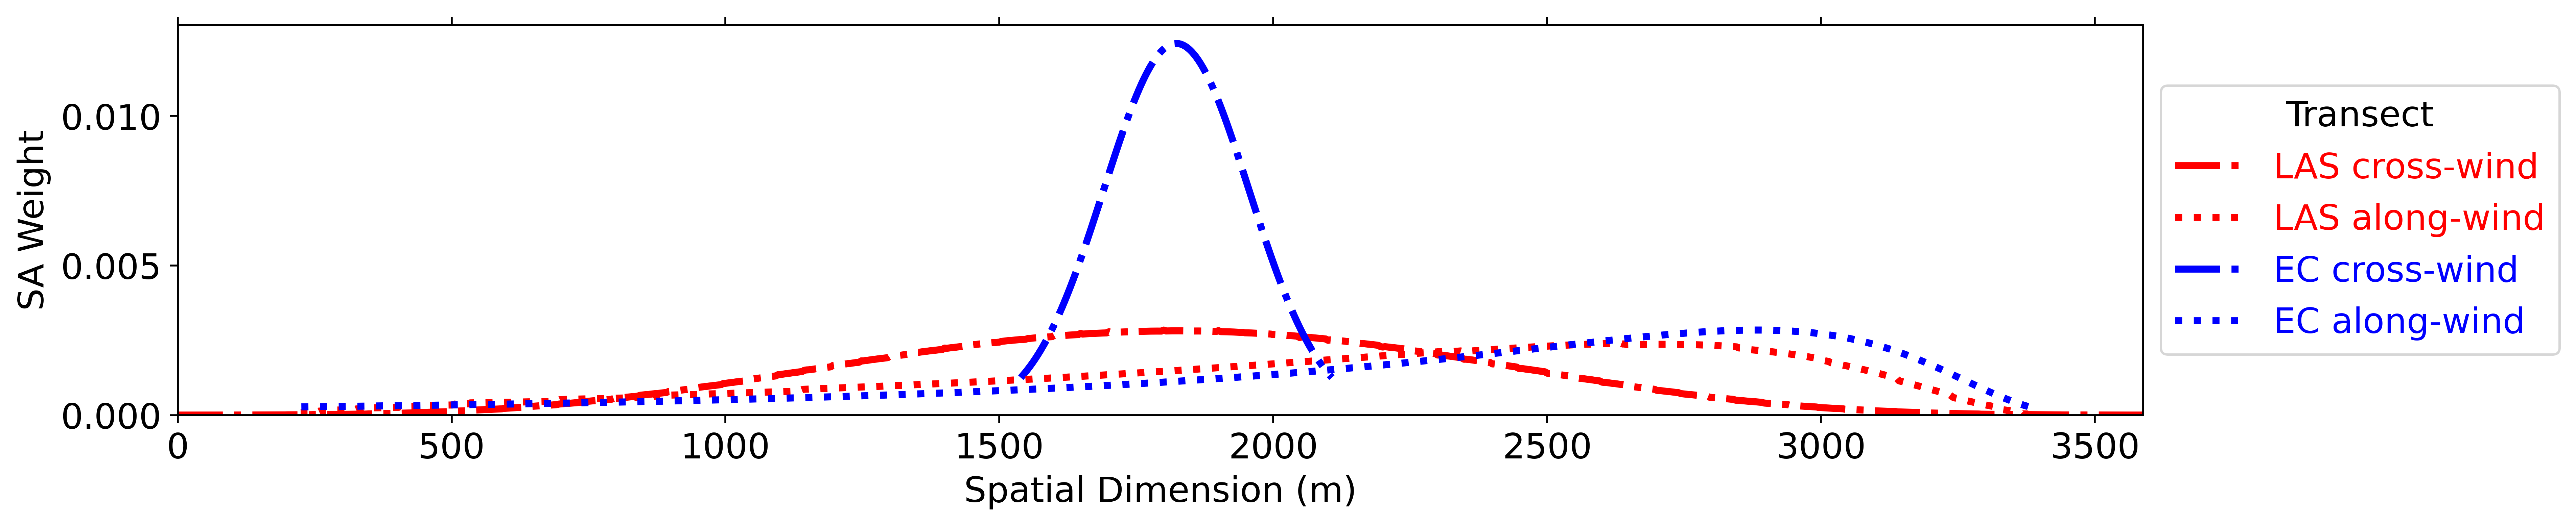 0.010
0.005
0.000
SA Weight
0
500
1000
1500
2000
2500
3000
3500
Spatial Dimension (m)
Transect
LAS cross-wind
LAS along-wind
EC cross-wind
EC along-wind